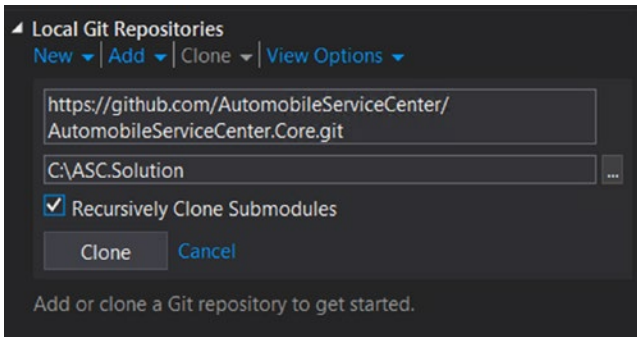 Local Git Repositories
New | Add | Clone | View Options
https://github.com/AutomobileServiceCenter/
AutomobileServiceCenter.Core.git
C:\ASC.Solution
...
Recursively Clone Submodules
Clone Cancel
Add or clone a Git repository to get started.